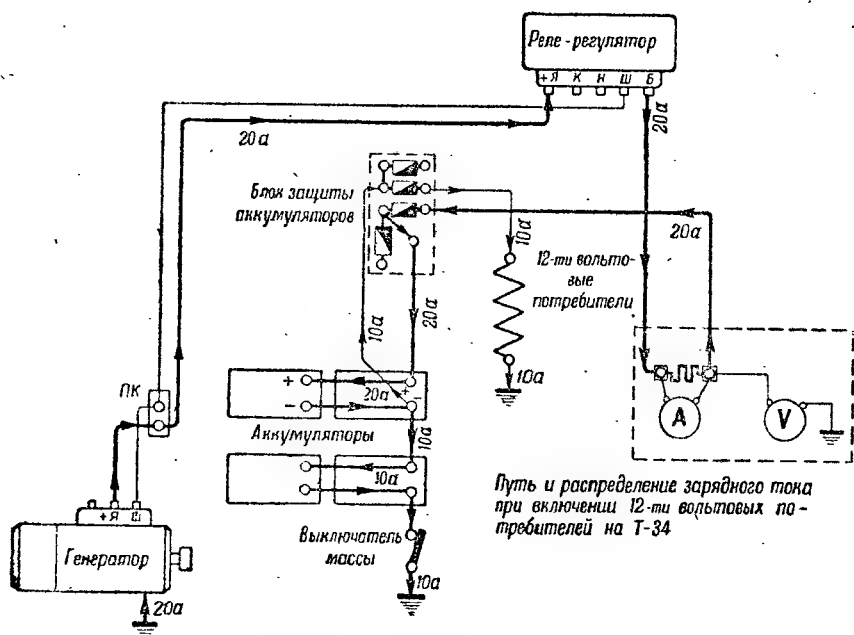 Реле-регулятор
+Я К Н Ш Б
20а
20а
Блок защиты
аккумуляторов
10а
20а
12-ти вольто-
вые
потребители
10а
20а
10а
ПК
+
−
20а
+
−
Аккумуляторы
10а
10а
+Я Ш
Генератор
20а
Выключатель
массы
10а
А
V
Путь и распределение зарядного тока
при включении 12-ти вольтовых по-
требителей на Т-34